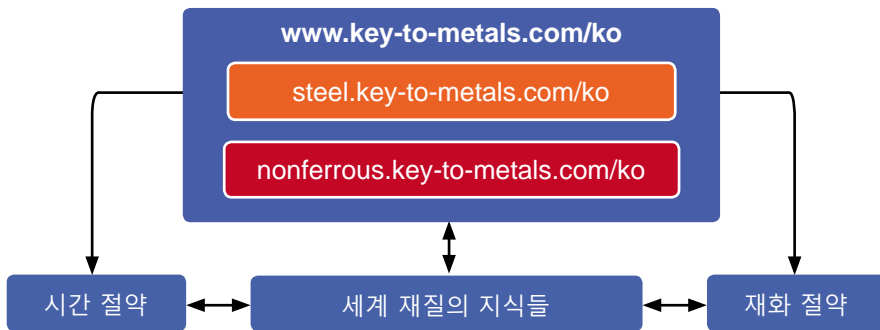 www.key-to-metals.com/ko
steel.key-to-metals.com/ko
nonferrous.key-to-metals.com/ko
시간 절약
세계 재질의 지식들
재화 절약